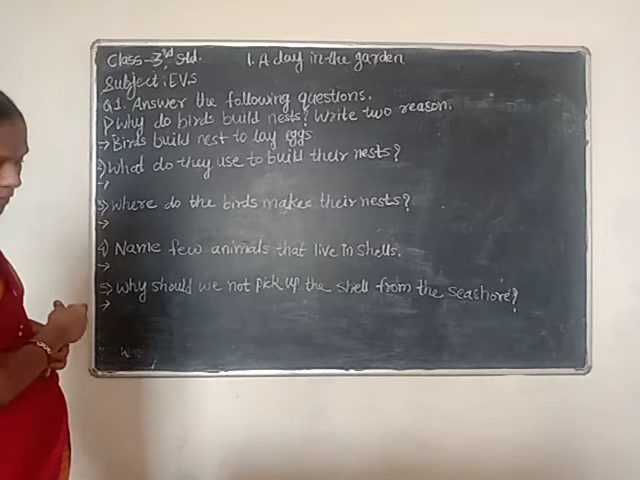 Class-3rd Std.
1. A day in the garden
Subject: EVS
Q1. Answer the following questions.
1) Why do birds build nests? Write two reason.
→ Birds build nest to lay eggs
2) What do they use to build their nests?
→
3) Where do the birds makes their nests?
→
4) Name few animals that live in shells.
→
5) Why should we not pick up the shell from the seashore?
→